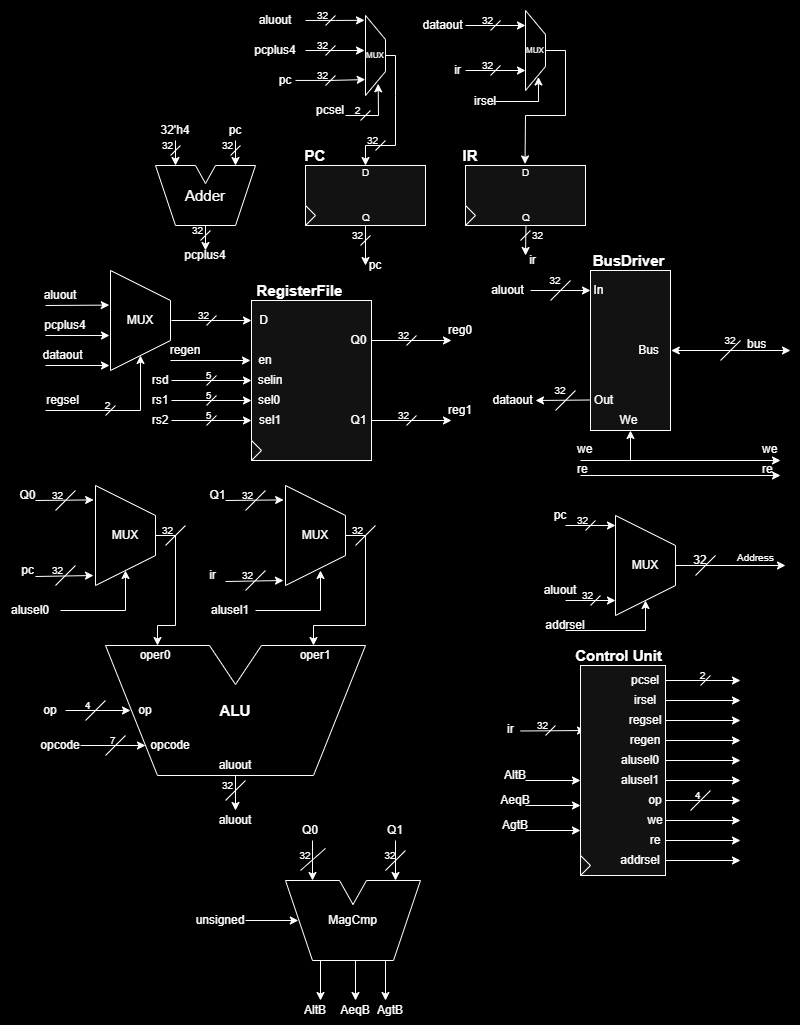 aluout 32
pcplus4 32
pc 32
MUX
pcsel 2
32
dataout 32
ir 32
MUX
irsel
32'h4 pc
32 32
Adder
32
pcplus4
PC
D
Q
32
pc
IR
D
Q
32
ir
aluout
pcplus4
dataout
MUX
regsel 2
32
RegisterFile
D
regen en
rsd 5 selin
rs1 5 sel0
rs2 5 sel1
Q0 32 reg0
Q1 32 reg1
BusDriver
aluout 32 In
Bus 32 bus
dataout 32 Out
We
we we
re re
Q0 32
MUX
32
pc 32
alusel0
Q1 32
MUX
32
ir 32
alusel1
pc 32
MUX
32 Address
aluout 32
addrsel
oper0 oper1
op 4 op
ALU
opcode 7 opcode
aluout
32
aluout
Control Unit
ir 32
AltB
AeqB
AgtB
pcsel 2
irsel
regsel
regen
alusel0
alusel1
op 4
we
re
addrsel
Q0 Q1
32 32
unsigned
MagCmp
AltB AeqB AgtB